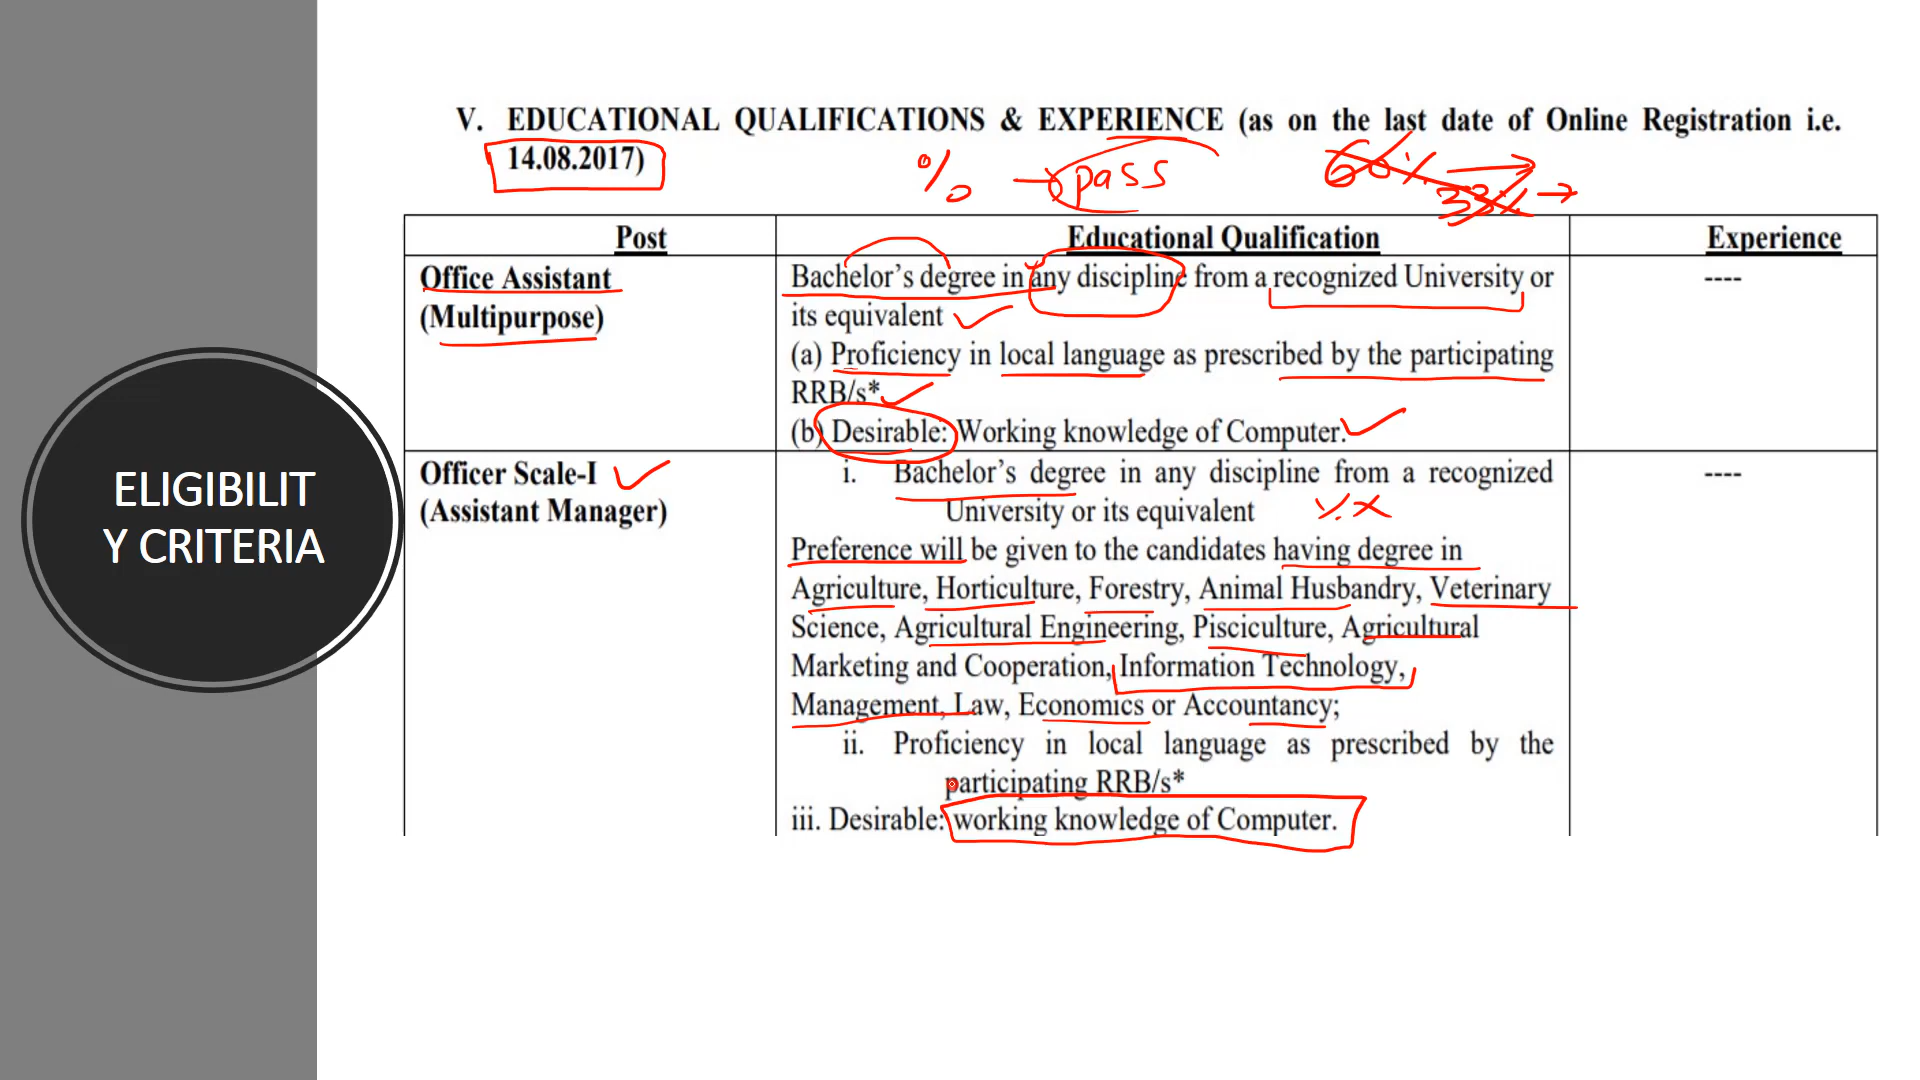 V. EDUCATIONAL QUALIFICATIONS & EXPERIENCE (as on the last date of Online Registration i.e.
14.08.2017)
% → pass
60% →
33% →
Post
Educational Qualification
Experience
Office Assistant
(Multipurpose)
Bachelor's degree in any discipline from a recognized University or
its equivalent
(a) Proficiency in local language as prescribed by the participating
RRB/s*
(b) Desirable: Working knowledge of Computer.
----
Officer Scale-I
(Assistant Manager)
i. Bachelor's degree in any discipline from a recognized
University or its equivalent
Preference will be given to the candidates having degree in
Agriculture, Horticulture, Forestry, Animal Husbandry, Veterinary
Science, Agricultural Engineering, Pisciculture, Agricultural
Marketing and Cooperation, Information Technology,
Management, Law, Economics or Accountancy;
ii. Proficiency in local language as prescribed by the
participating RRB/s*
iii. Desirable: working knowledge of Computer.
----
ELIGIBILIT
Y CRITERIA